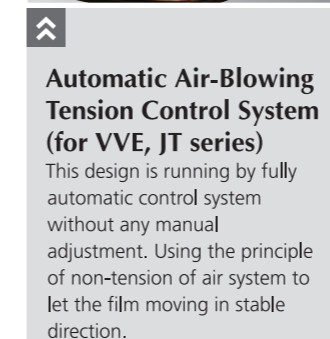 Automatic Air-Blowing
Tension Control System
(for VVE, JT series)
This design is running by fully
automatic control system
without any manual
adjustment. Using the principle
of non-tension of air system to
let the film moving in stable
direction.